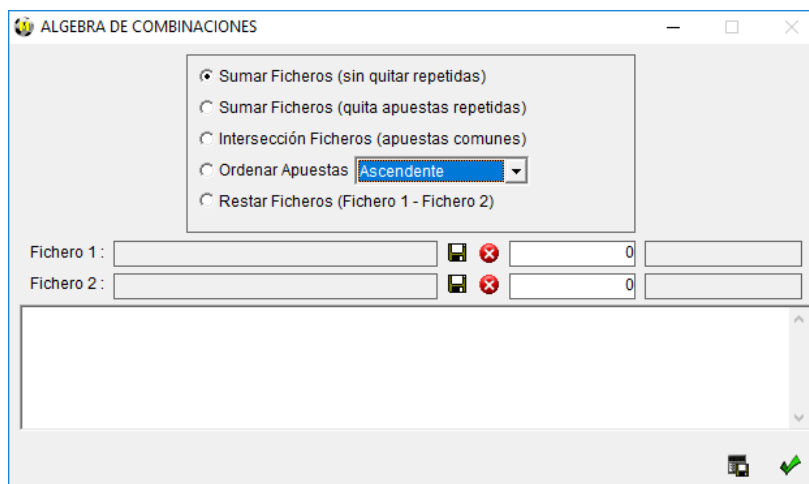 ALGEBRA DE COMBINACIONES
Sumar Ficheros (sin quitar repetidas)
Sumar Ficheros (quita apuestas repetidas)
Intersección Ficheros (apuestas comunes)
Ordenar Apuestas Ascendente
Restar Ficheros (Fichero 1 - Fichero 2)
Fichero 1 : 0
Fichero 2 : 0